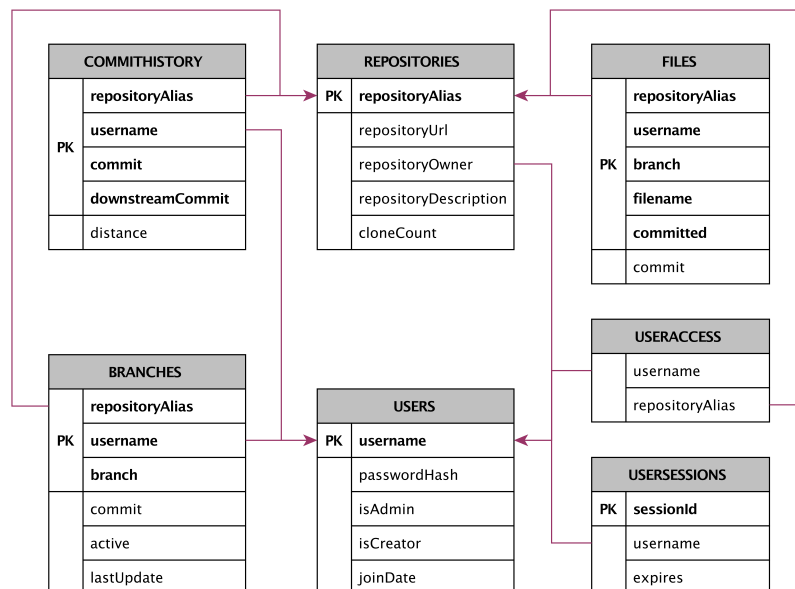 COMMITHISTORY
repositoryAlias
username
PK
commit
downstreamCommit
distance
REPOSITORIES
PK repositoryAlias
repositoryUrl
repositoryOwner
repositoryDescription
cloneCount
FILES
repositoryAlias
username
PK branch
filename
committed
commit
USERACCESS
username
repositoryAlias
BRANCHES
repositoryAlias
PK username
branch
commit
active
lastUpdate
USERS
PK username
passwordHash
isAdmin
isCreator
joinDate
USERSESSIONS
PK sessionId
username
expires